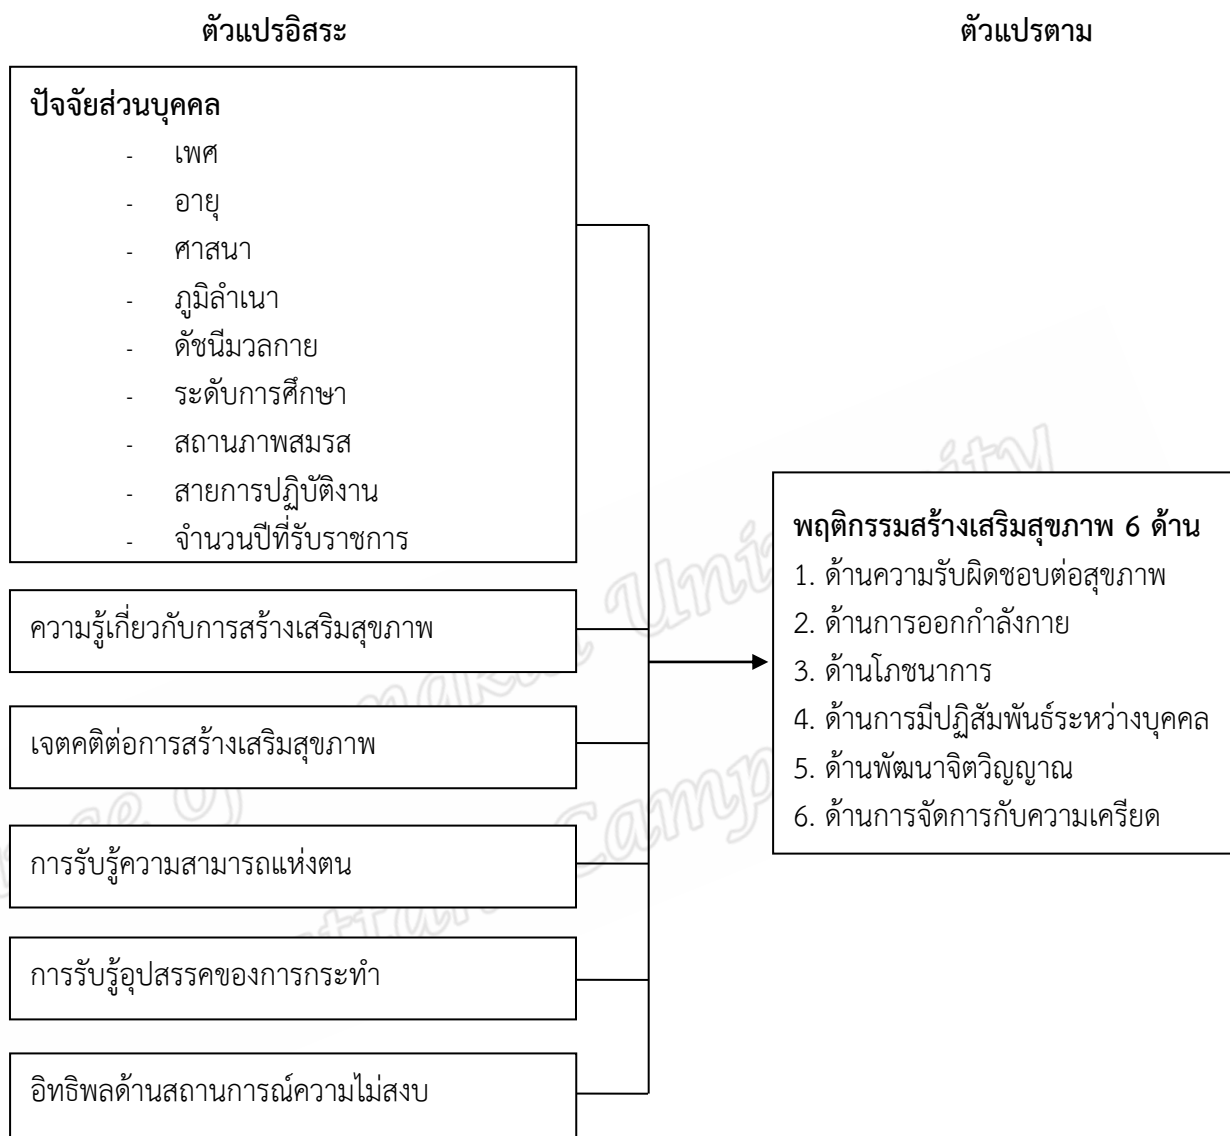 ตัวแปรอิสระ
ตัวแปรตาม
ปัจจัยส่วนบุคคล
- เพศ
- อายุ
- ศาสนา
- ภูมิลำเนา
- ดัชนีมวลกาย
- ระดับการศึกษา
- สถานภาพสมรส
- สายการปฏิบัติงาน
- จำนวนปีที่รับราชการ
ความรู้เกี่ยวกับการสร้างเสริมสุขภาพ
เจตคติต่อการสร้างเสริมสุขภาพ
การรับรู้ความสามารถแห่งตน
การรับรู้อุปสรรคของการกระทำ
อิทธิพลด้านสถานการณ์ความไม่สงบ
พฤติกรรมสร้างเสริมสุขภาพ 6 ด้าน
1. ด้านความรับผิดชอบต่อสุขภาพ
2. ด้านการออกกำลังกาย
3. ด้านโภชนาการ
4. ด้านการมีปฏิสัมพันธ์ระหว่างบุคคล
5. ด้านพัฒนาจิตวิญญาณ
6. ด้านการจัดการกับความเครียด